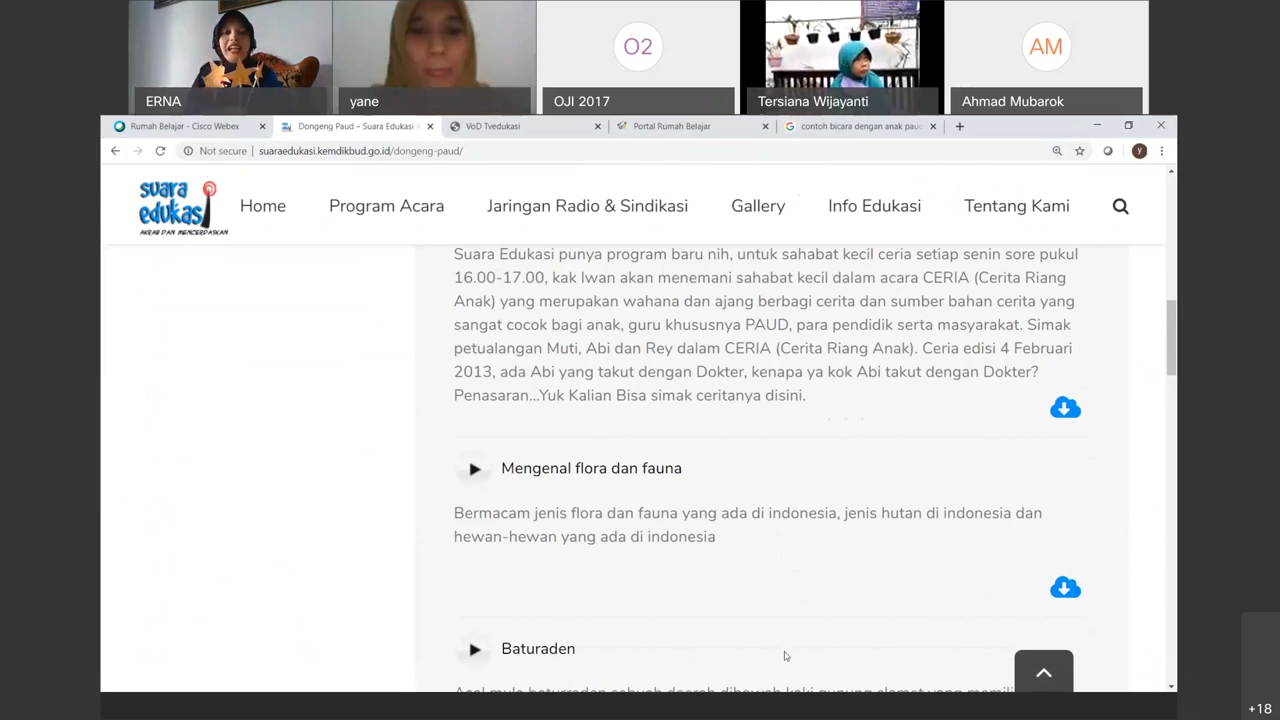 O2
AM
ERNA
yane
OJI 2017
Tersiana Wijayanti
Ahmad Mubarok
Rumah Belajar - Cisco Webex
Dongeng Paud – Suara Edukasi
VoD Tvedukasi
Portal Rumah Belajar
contoh bicara dengan anak paud
Not secure
suaraedukasi.kemdikbud.go.id/dongeng-paud/
y
suara
edukasi
AKRAB DAN MENCERDASKAN
Home
Program Acara
Jaringan Radio & Sindikasi
Gallery
Info Edukasi
Tentang Kami
Suara Edukasi punya program baru nih, untuk sahabat kecil ceria setiap senin sore pukul
16.00-17.00, kak Iwan akan menemani sahabat kecil dalam acara CERIA (Cerita Riang
Anak) yang merupakan wahana dan ajang berbagi cerita dan sumber bahan cerita yang
sangat cocok bagi anak, guru khususnya PAUD, para pendidik serta masyarakat. Simak
petualangan Muti, Abi dan Rey dalam CERIA (Cerita Riang Anak). Ceria edisi 4 Februari
2013, ada Abi yang takut dengan Dokter, kenapa ya kok Abi takut dengan Dokter?
Penasaran...Yuk Kalian Bisa simak ceritanya disini.
Mengenal flora dan fauna
Bermacam jenis flora dan fauna yang ada di indonesia, jenis hutan di indonesia dan
hewan-hewan yang ada di indonesia
Baturaden
+18